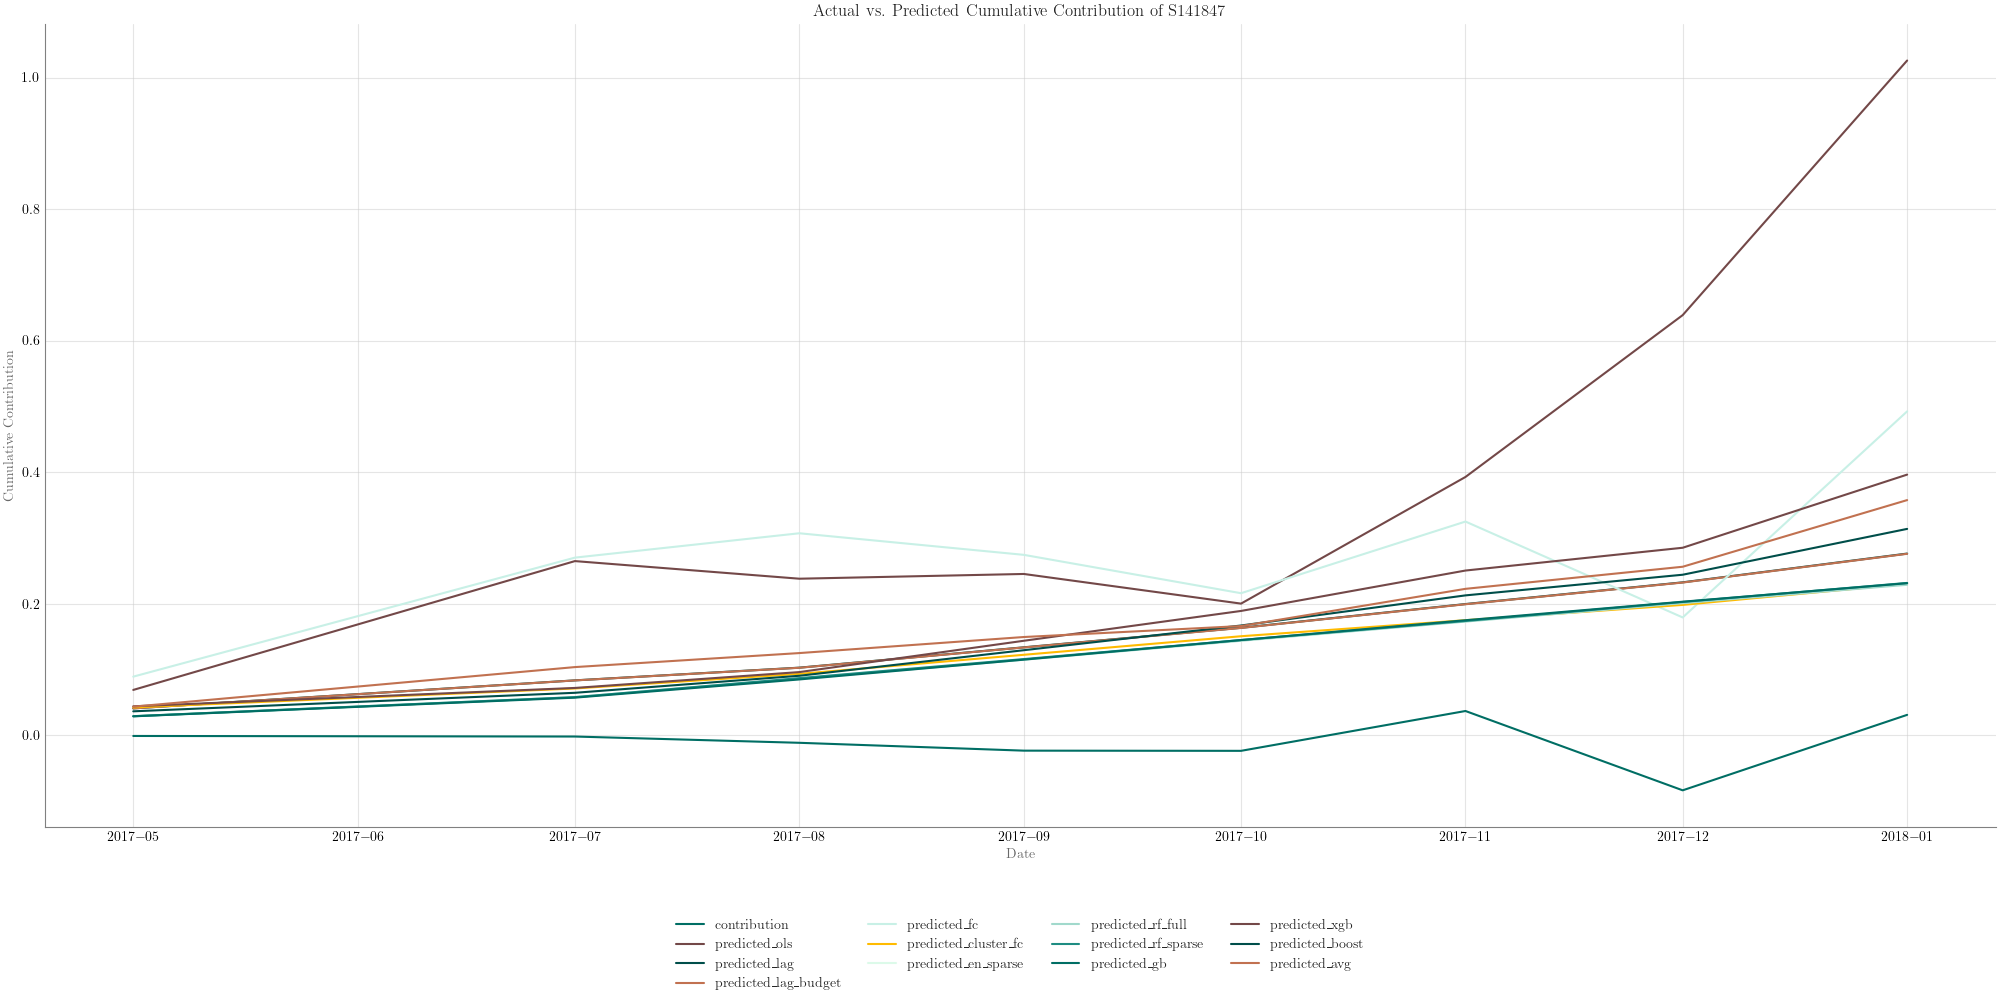 Actual vs. Predicted Cumulative Contribution of S141847
1.0
0.8
0.6
0.4
0.2
0.0
Cumulative Contribution
2017−05 2017−06 2017−07 2017−08 2017−09 2017−10 2017−11 2017−12 2018−01
Date
contribution predicted_fc predicted_rf_full predicted_xgb
predicted_ols predicted_cluster_fc predicted_rf_sparse predicted_boost
predicted_lag predicted_en_sparse predicted_gb predicted_avg
predicted_lag_budget